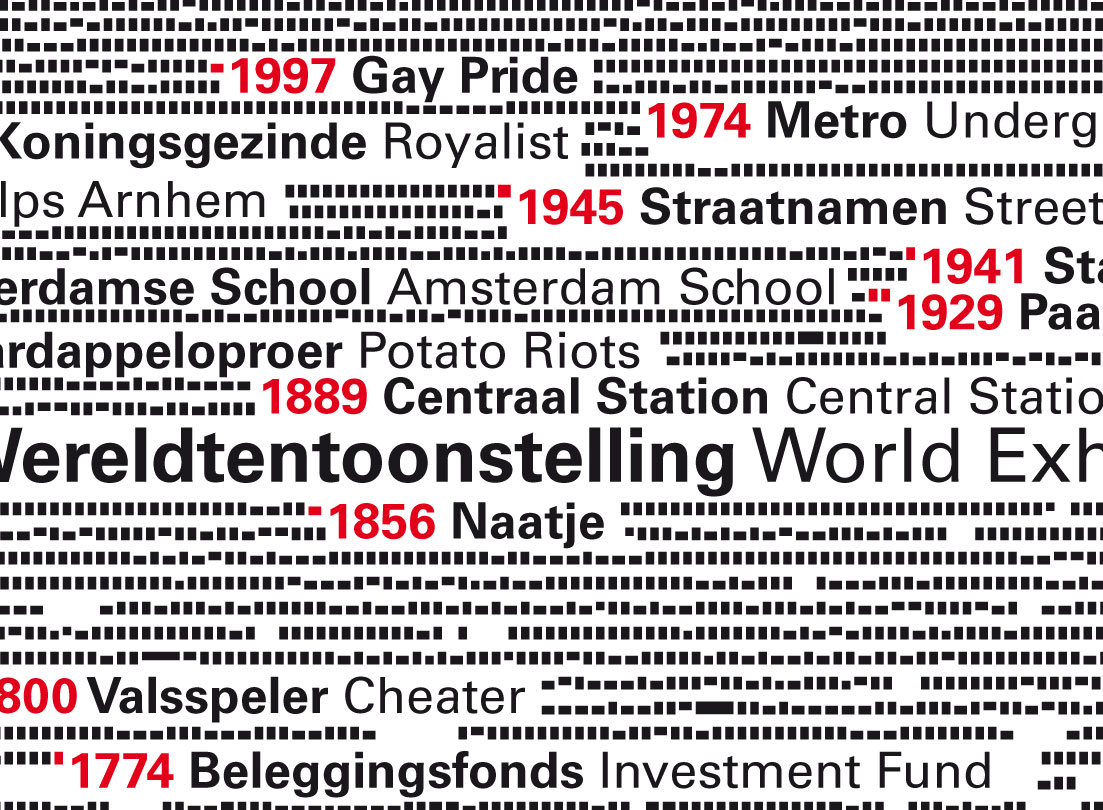 1997 Gay Pride
1974 Metro Underg
Koningsgezinde Royalist
lps Arnhem
1945 Straatnamen Street
1941 Sta
erdamse School Amsterdam School
1929 Paa
ardappeloproer Potato Riots
1889 Centraal Station Central Statio
Wereldtentoonstelling World Exh
1856 Naatje
800 Valsspeler Cheater
1774 Beleggingsfonds Investment Fund